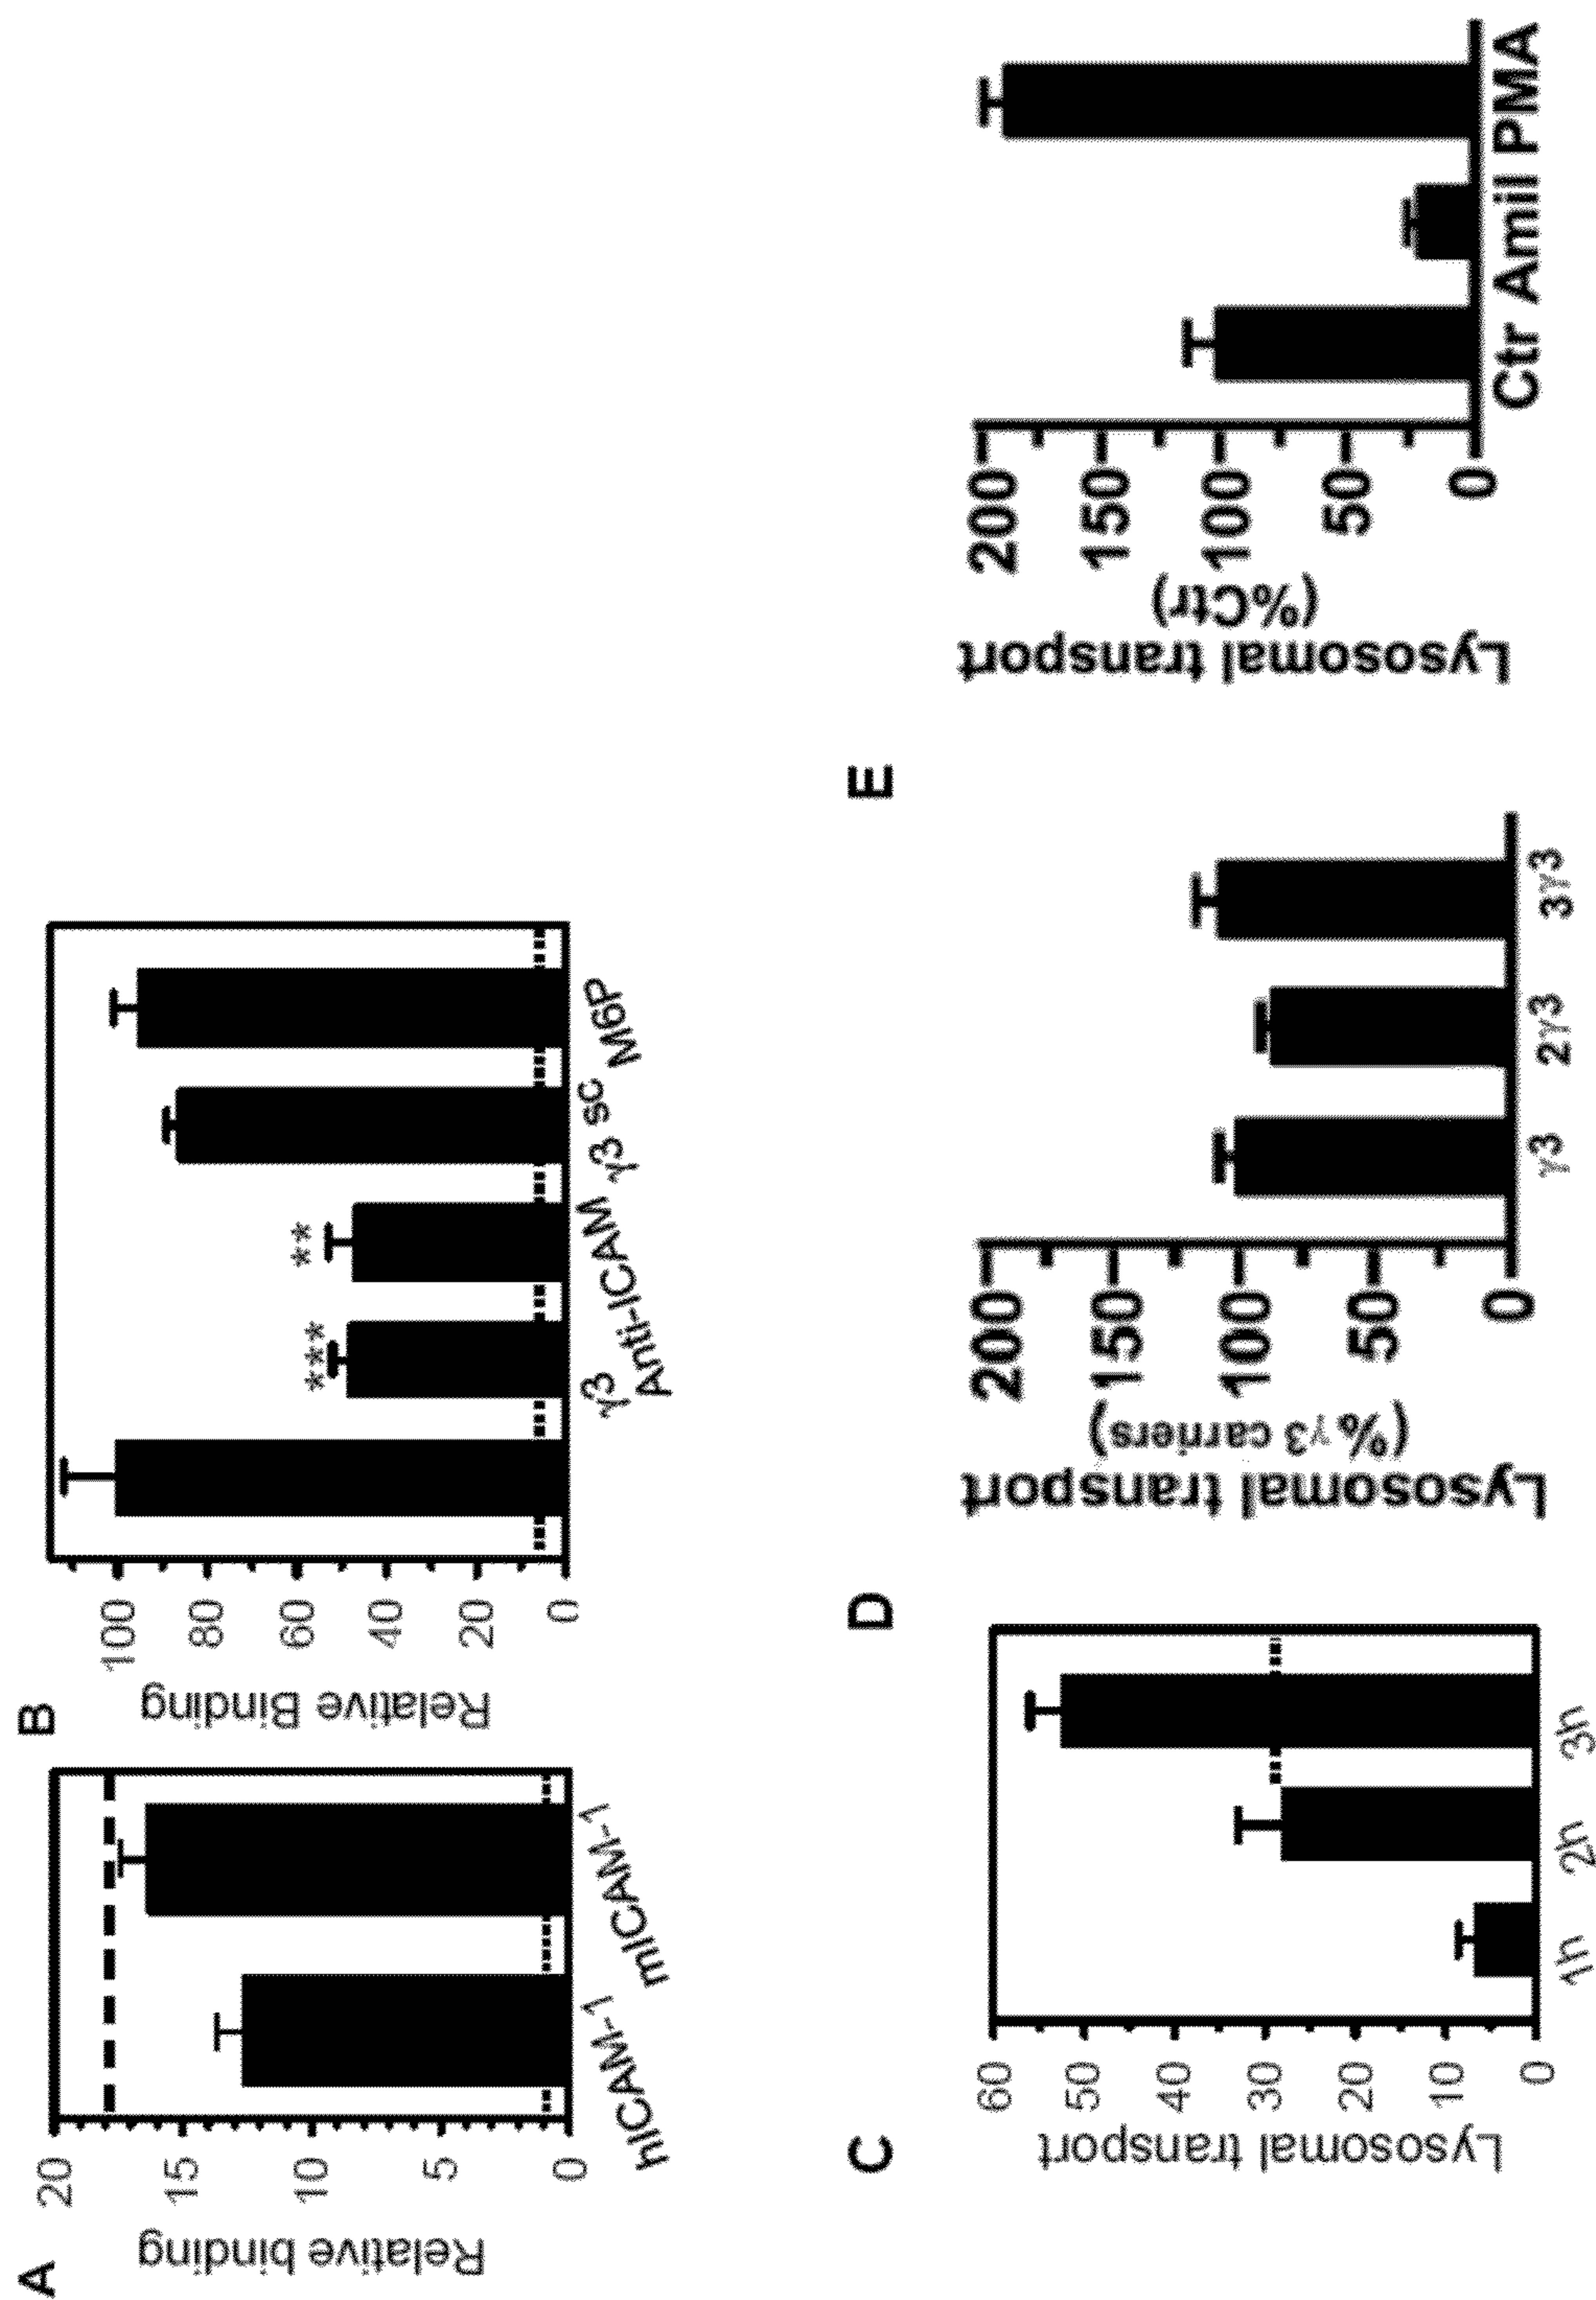 A
Relative binding
20
15
10
5
0
hICAM-1
mICAM-1
B
Relative Binding
100
80
60
40
20
0
***
**
γ3
Anti-ICAM
γ3 sc
M6P
C
Lysosomal transport
60
50
40
30
20
10
0
1h
2h
3h
D
Lysosomal transport
(%γ3 carriers)
200
150
100
50
0
γ3
2γ3
3γ3
E
Lysosomal transport
(%Ctr)
200
150
100
50
0
Ctr Amil PMA